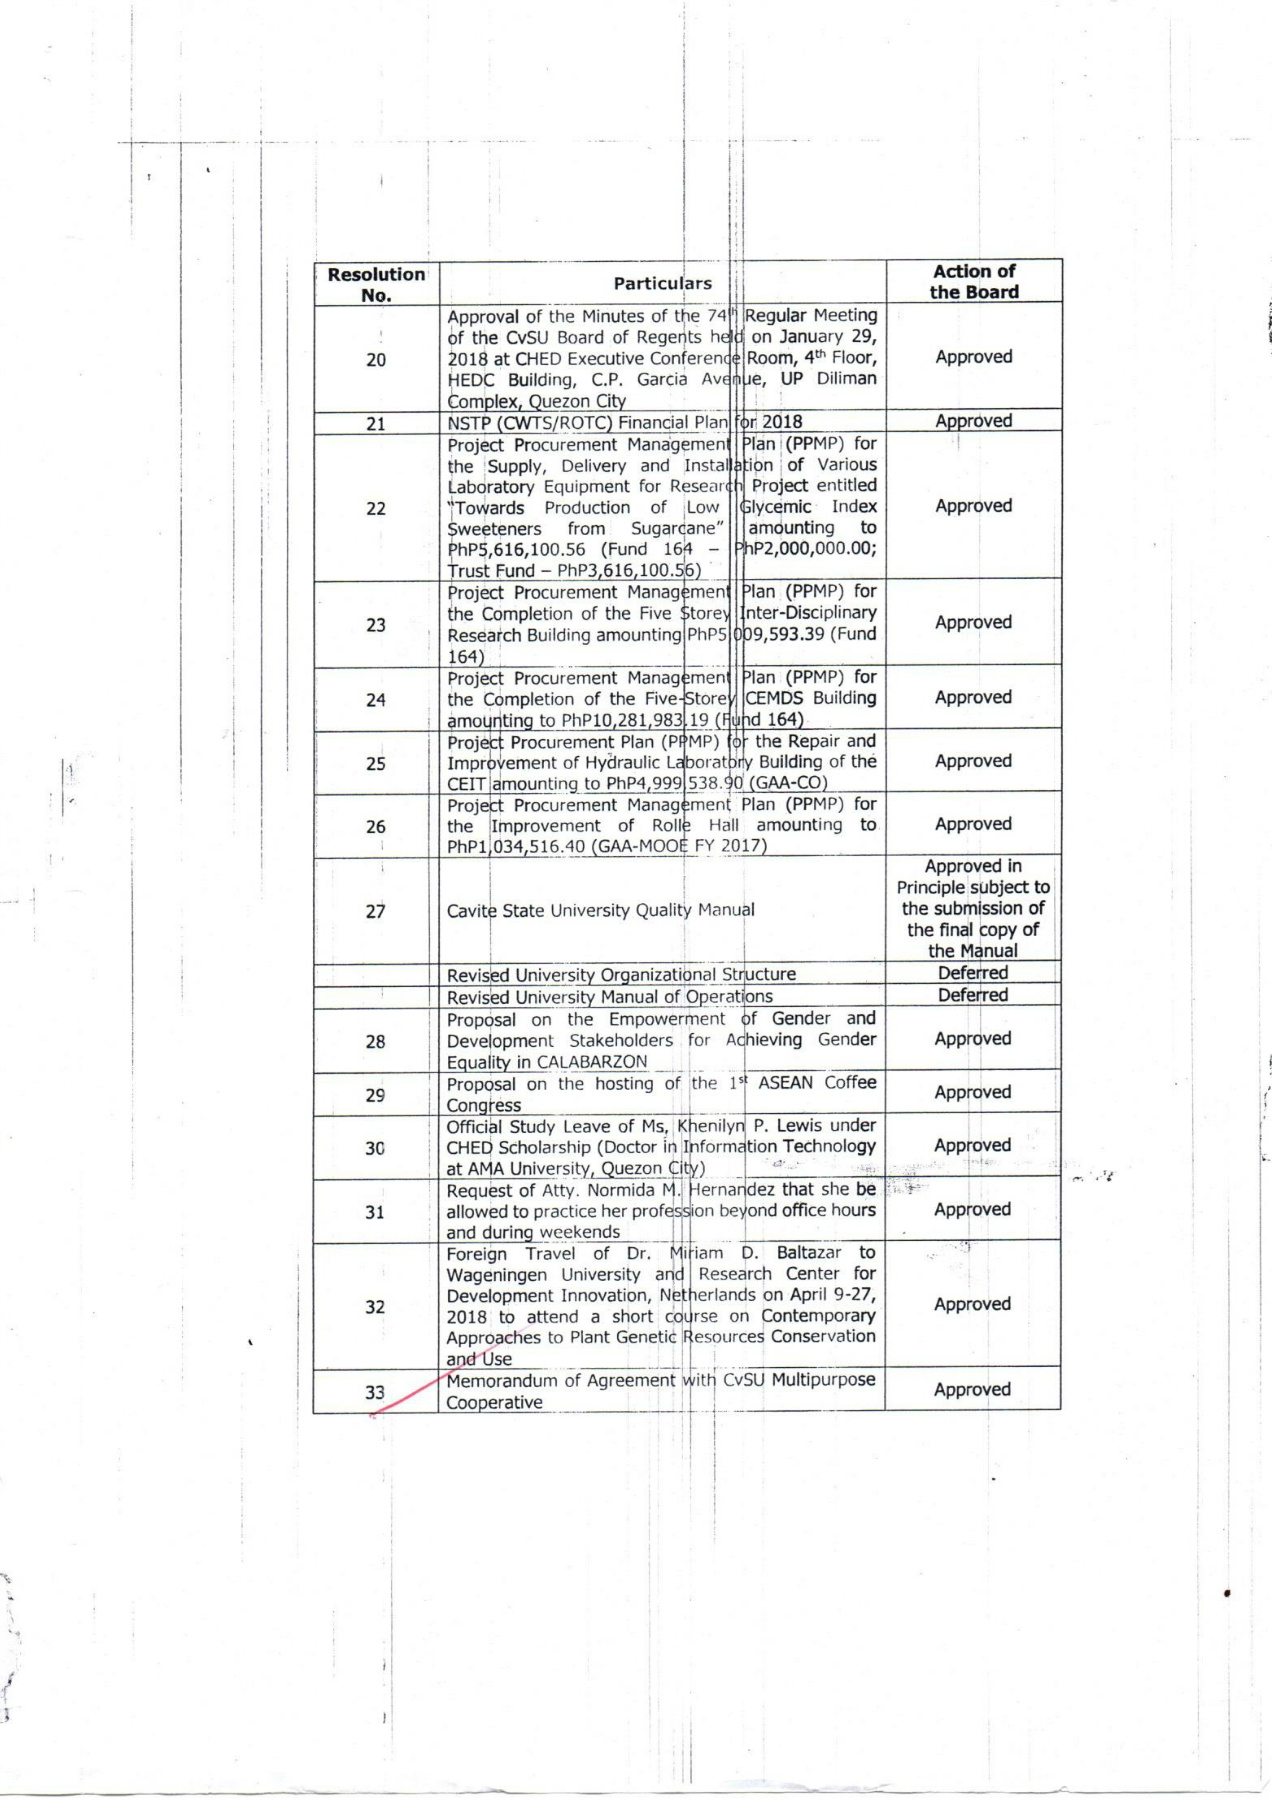 Resolution No.
Particulars
Action of the Board
20
Approval of the Minutes of the 74th Regular Meeting
of the CvSU Board of Regents held on January 29,
2018 at CHED Executive Conference Room, 4th Floor,
HEDC Building, C.P. Garcia Avenue, UP Diliman
Complex, Quezon City
Approved
21
NSTP (CWTS/ROTC) Financial Plan for 2018
Approved
22
Project Procurement Management Plan (PPMP) for
the Supply, Delivery and Installation of Various
Laboratory Equipment for Research Project entitled
"Towards Production of Low Glycemic Index
Sweeteners from Sugarcane" amounting to
PhP5,616,100.56 (Fund 164 – PhP2,000,000.00;
Trust Fund – PhP3,616,100.56)
Approved
23
Project Procurement Management Plan (PPMP) for
the Completion of the Five Storey Inter-Disciplinary
Research Building amounting PhP5,009,593.39 (Fund
164)
Approved
24
Project Procurement Management Plan (PPMP) for
the Completion of the Five-Storey CEMDS Building
amounting to PhP10,281,983.19 (Fund 164)
Approved
25
Project Procurement Plan (PPMP) for the Repair and
Improvement of Hydraulic Laboratory Building of the
CEIT amounting to PhP4,999,538.90 (GAA-CO)
Approved
26
Project Procurement Management Plan (PPMP) for
the Improvement of Rolle Hall amounting to
PhP1,034,516.40 (GAA-MOOE FY 2017)
Approved
27
Cavite State University Quality Manual
Approved in
Principle subject to
the submission of
the final copy of
the Manual
Revised University Organizational Structure
Deferred
Revised University Manual of Operations
Deferred
28
Proposal on the Empowerment of Gender and
Development Stakeholders for Achieving Gender
Equality in CALABARZON
Approved
29
Proposal on the hosting of the 1st ASEAN Coffee
Congress
Approved
30
Official Study Leave of Ms. Khenilyn P. Lewis under
CHED Scholarship (Doctor in Information Technology
at AMA University, Quezon City)
Approved
31
Request of Atty. Normida M. Hernandez that she be
allowed to practice her profession beyond office hours
and during weekends
Approved
32
Foreign Travel of Dr. Miriam D. Baltazar to
Wageningen University and Research Center for
Development Innovation, Netherlands on April 9-27,
2018 to attend a short course on Contemporary
Approaches to Plant Genetic Resources Conservation
and Use
Approved
33
Memorandum of Agreement with CvSU Multipurpose
Cooperative
Approved